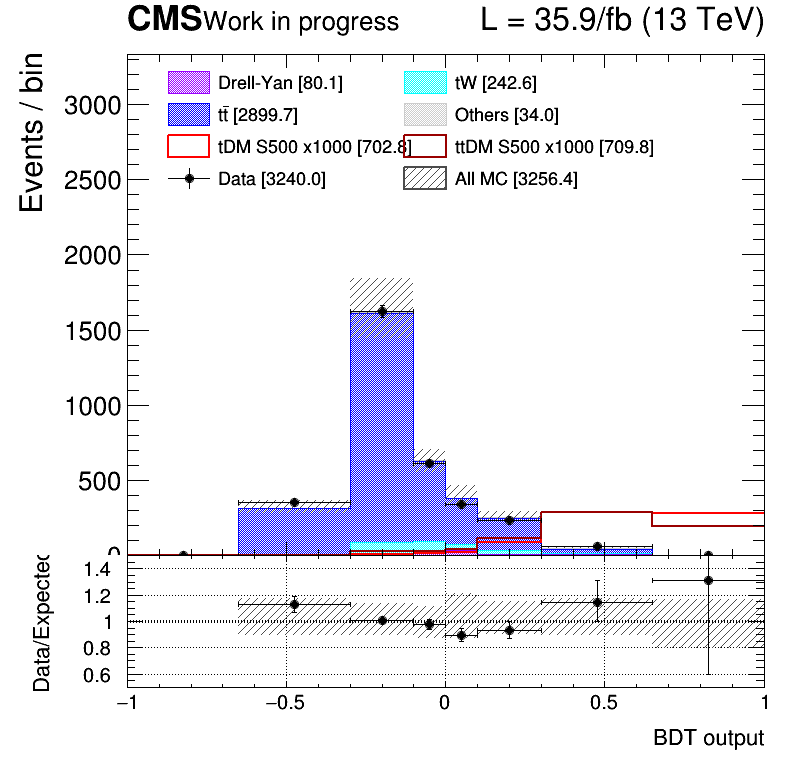 CMS Work in progress L = 35.9/fb (13 TeV)
Events / bin
Drell-Yan [80.1] tW [242.6]
tt̄ [2899.7] Others [34.0]
tDM S500 x1000 [702.8] ttDM S500 x1000 [709.8]
Data [3240.0] All MC [3256.4]
3000
2500
2000
1500
1000
500
0
Data/Expected
1.4
1.2
1
0.8
0.6
−1 −0.5 0 0.5 1
BDT output